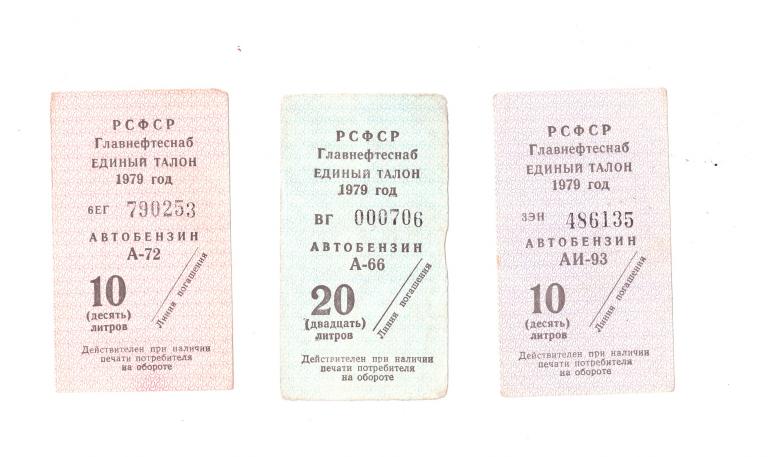 РСФСР
Главнефтеснаб
ЕДИНЫЙ ТАЛОН
1979 год
6ЕГ 790253
АВТОБЕНЗИН
А-72
10
(десять)
литров
Линия погашения
Действителен при наличии
печати потребителя
на обороте
РСФСР
Главнефтеснаб
ЕДИНЫЙ ТАЛОН
1979 год
ВГ 000706
АВТОБЕНЗИН
А-66
20
(двадцать)
литров
Линия погашения
Действителен при наличии
печати потребителя
на обороте
РСФСР
Главнефтеснаб
ЕДИНЫЙ ТАЛОН
1979 год
ЗЭН 486135
АВТОБЕНЗИН
АИ-93
10
(десять)
литров
Линия погашения
Действителен при наличии
печати потребителя
на обороте